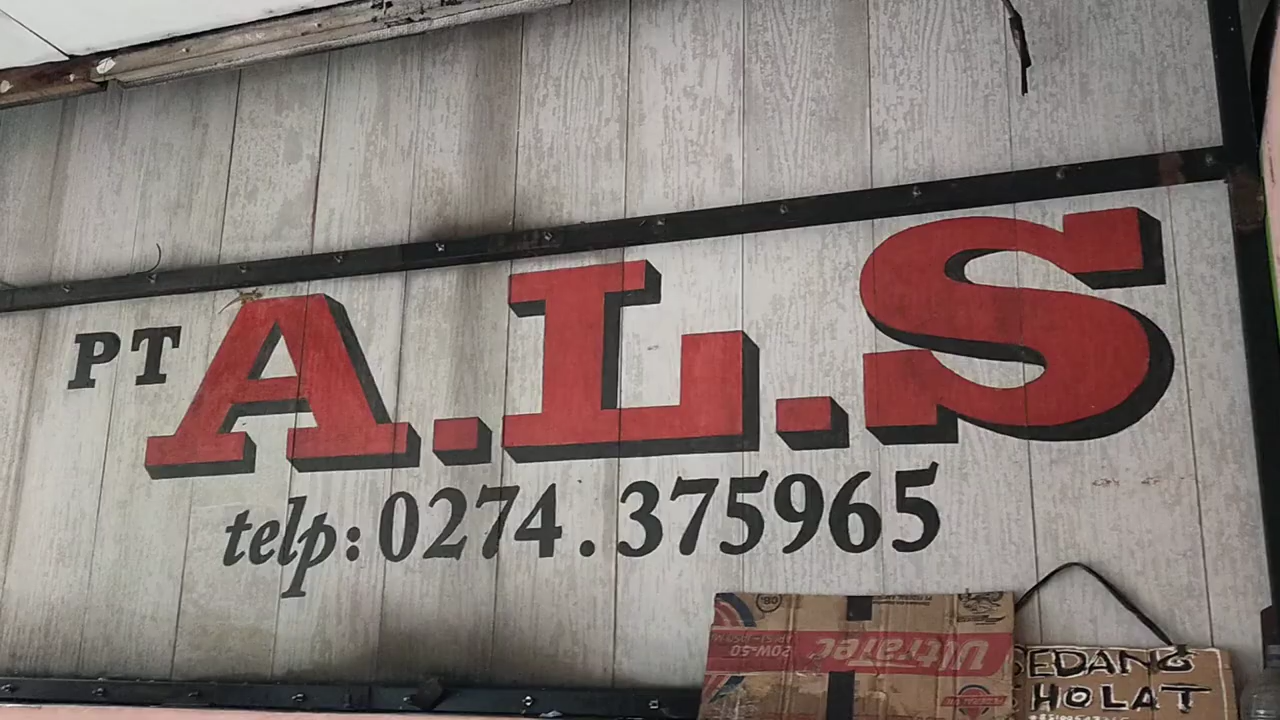 PT A.L.S
telp: 0274.375965
UltraTec
20W-50
SEDANG
SHOLAT